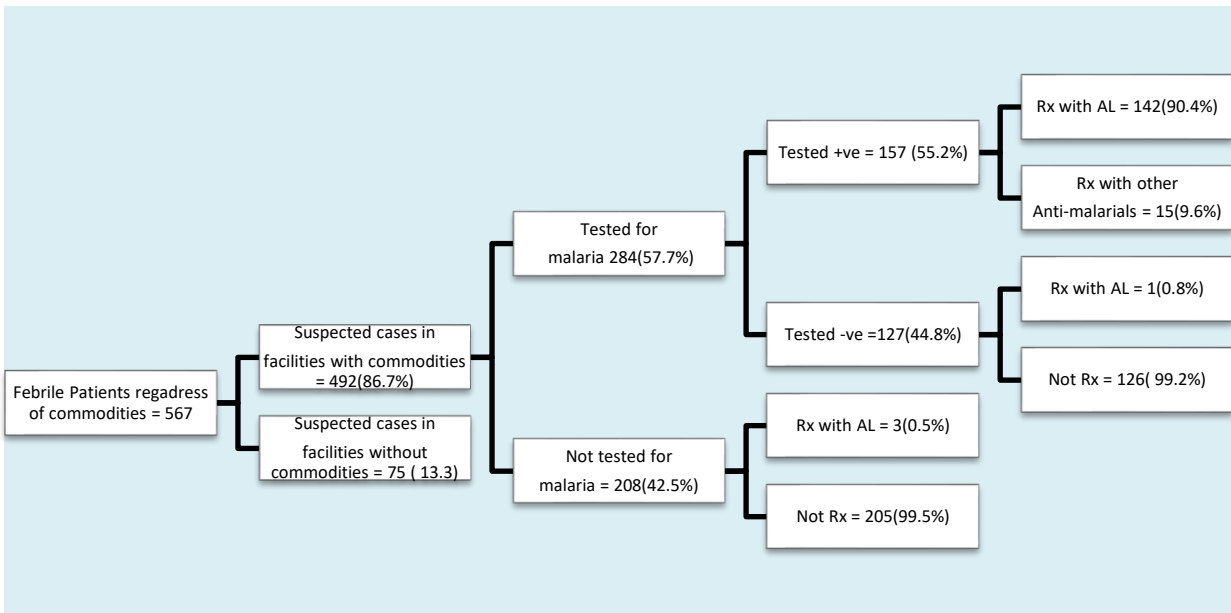 Febrile Patients regadress
of commodities = 567
Suspected cases in
facilities with commodities
= 492(86.7%)
Suspected cases in
facilities without
commodities = 75 ( 13.3)
Tested for
malaria 284(57.7%)
Not tested for
malaria = 208(42.5%)
Tested +ve = 157 (55.2%)
Tested -ve =127(44.8%)
Rx with AL = 3(0.5%)
Not Rx = 205(99.5%)
Rx with AL = 142(90.4%)
Rx with other
Anti-malarials = 15(9.6%)
Rx with AL = 1(0.8%)
Not Rx = 126( 99.2%)